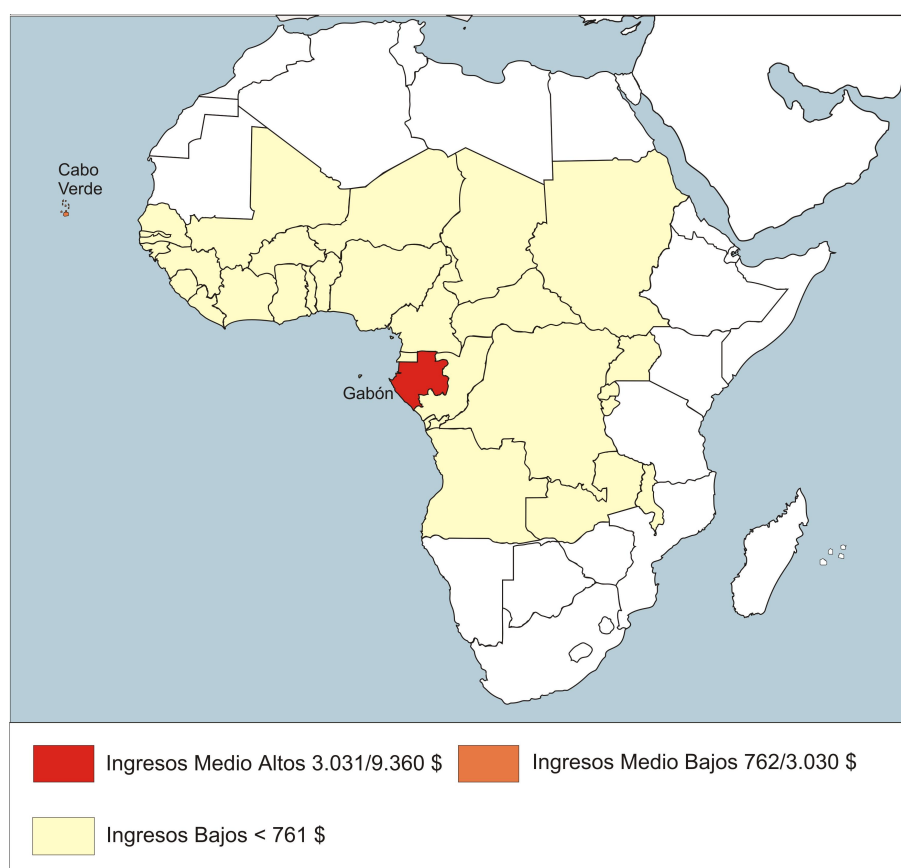 Cabo
Verde
Gabón
Ingresos Medio Altos 3.031/9.360 $
Ingresos Medio Bajos 762/3.030 $
Ingresos Bajos < 761 $